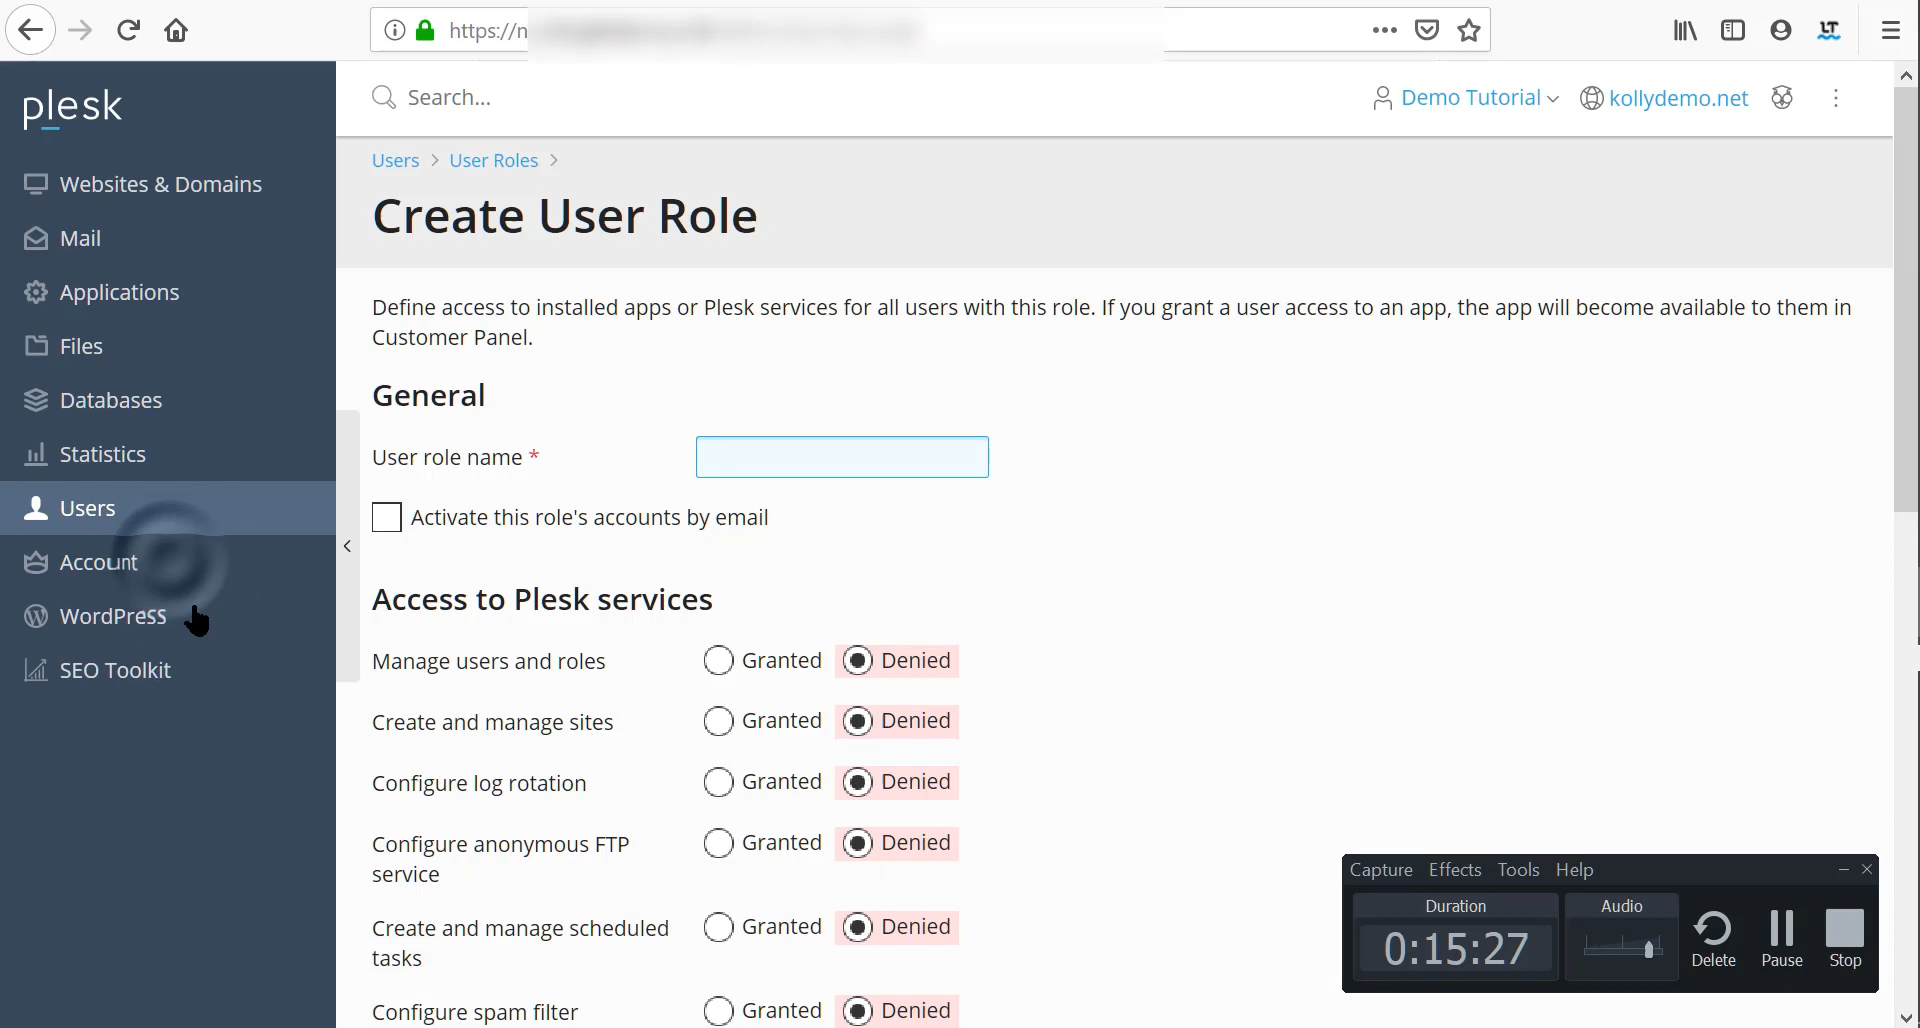 https://n
plesk
Search...
Demo Tutorial
kollydemo.net
Websites & Domains
Mail
Applications
Files
Databases
Statistics
Users
Account
WordPress
SEO Toolkit
Users > User Roles >
Create User Role
Define access to installed apps or Plesk services for all users with this role. If you grant a user access to an app, the app will become available to them in
Customer Panel.
General
User role name *
Activate this role's accounts by email
Access to Plesk services
Manage users and roles Granted Denied
Create and manage sites Granted Denied
Configure log rotation Granted Denied
Configure anonymous FTP Granted Denied
service
Create and manage scheduled Granted Denied
tasks
Configure spam filter Granted Denied
Capture Effects Tools Help
Duration
0:15:27
Audio
Delete Pause Stop
LT